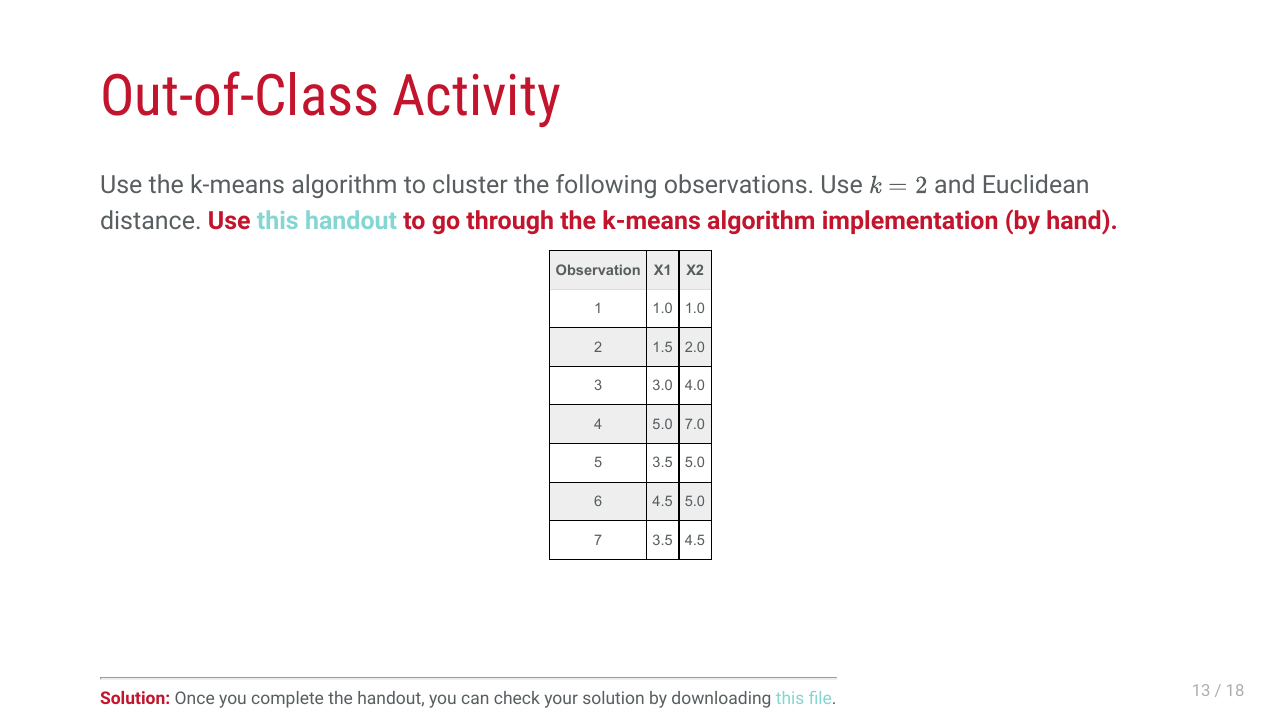 Out-of-Class Activity
Use the k-means algorithm to cluster the following observations. Use k = 2 and Euclidean
distance. Use this handout to go through the k-means algorithm implementation (by hand).
Observation X1 X2
1 1.0 1.0
2 1.5 2.0
3 3.0 4.0
4 5.0 7.0
5 3.5 5.0
6 4.5 5.0
7 3.5 4.5
Solution: Once you complete the handout, you can check your solution by downloading this file.
13 / 18